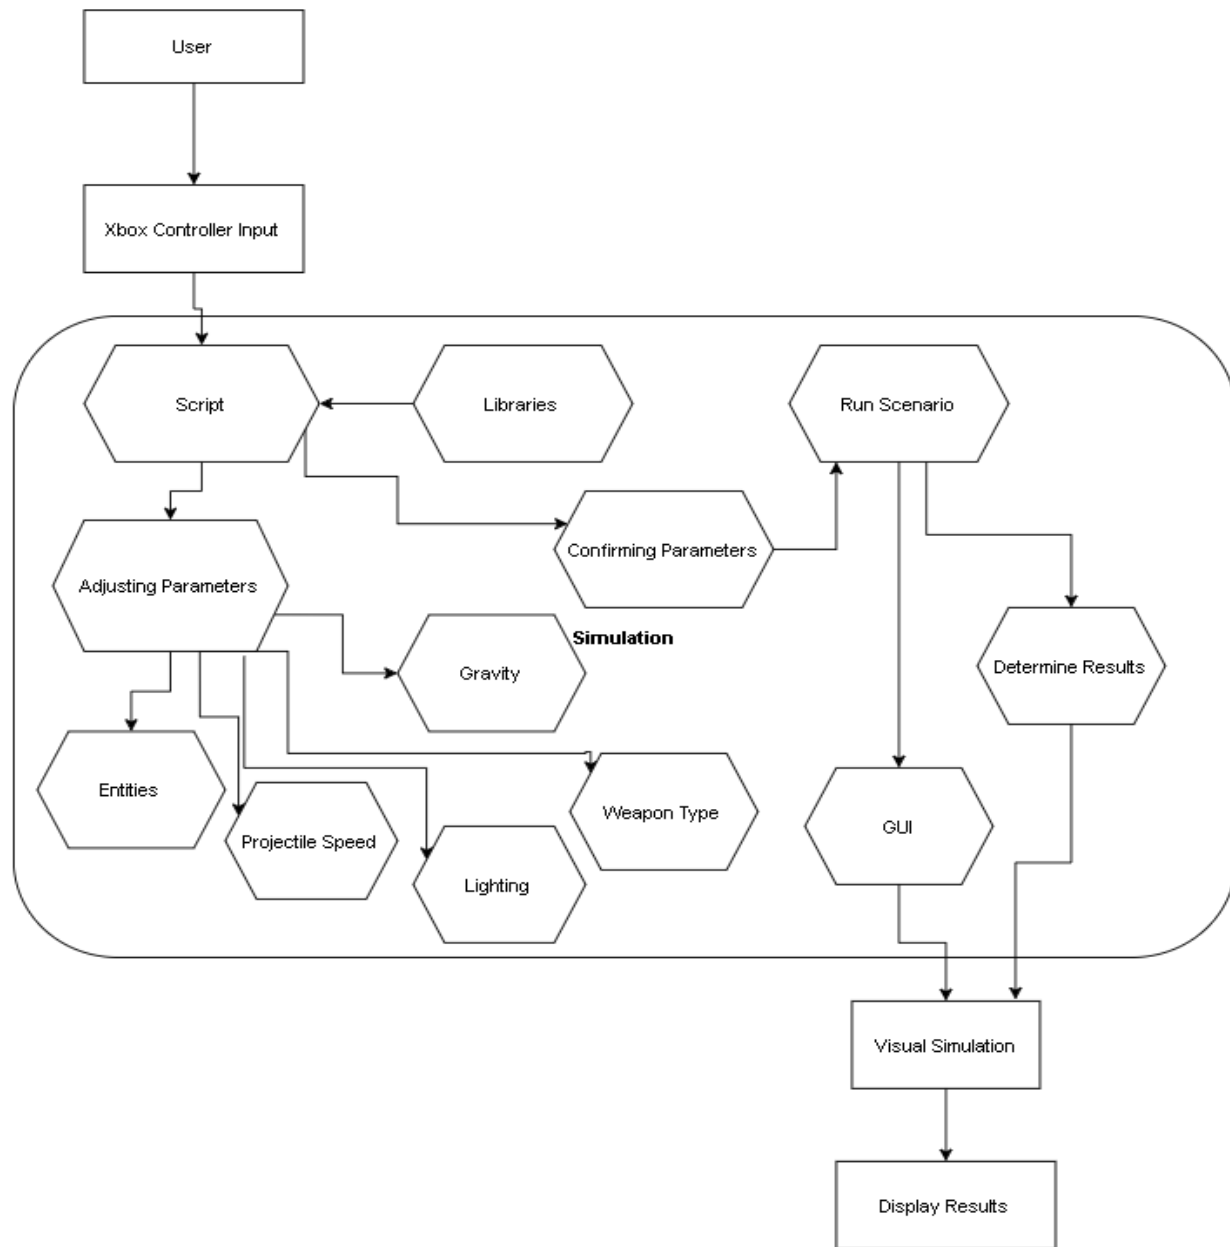 User
Xbox Controller Input
Script
Libraries
Run Scenario
Confirming Parameters
Adjusting Parameters
Simulation
Gravity
Determine Results
Entities
Projectile Speed
Weapon Type
GUI
Lighting
Visual Simulation
Display Results